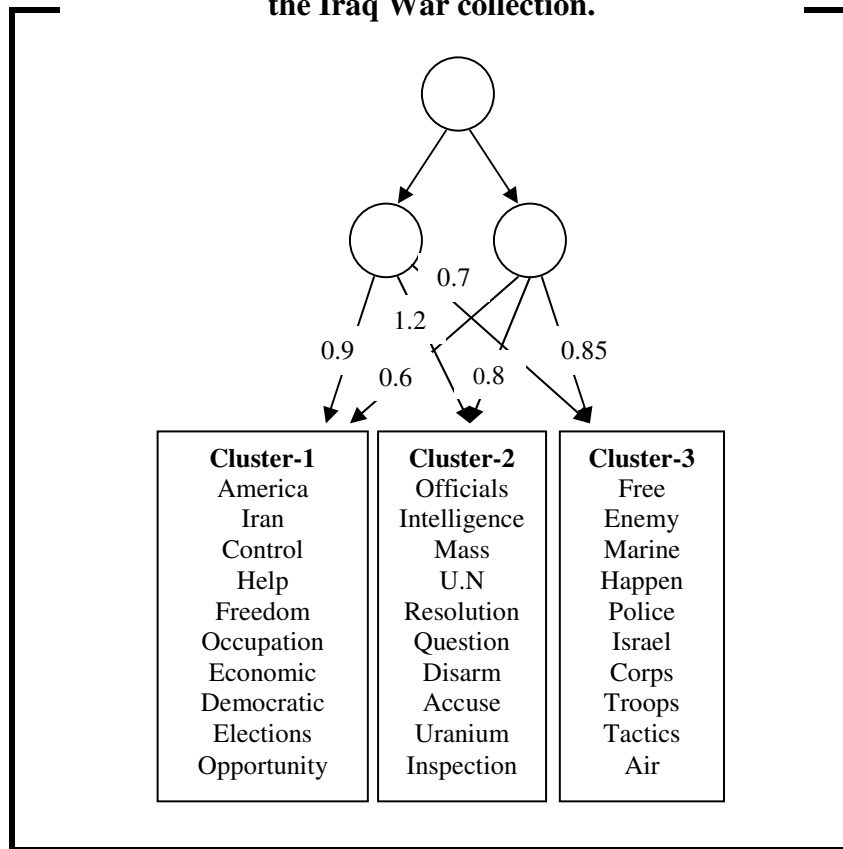 the Iraq War collection.
0.7
1.2
0.9
0.85
0.6
0.8
Cluster-1
America
Iran
Control
Help
Freedom
Occupation
Economic
Democratic
Elections
Opportunity
Cluster-2
Officials
Intelligence
Mass
U.N
Resolution
Question
Disarm
Accuse
Uranium
Inspection
Cluster-3
Free
Enemy
Marine
Happen
Police
Israel
Corps
Troops
Tactics
Air